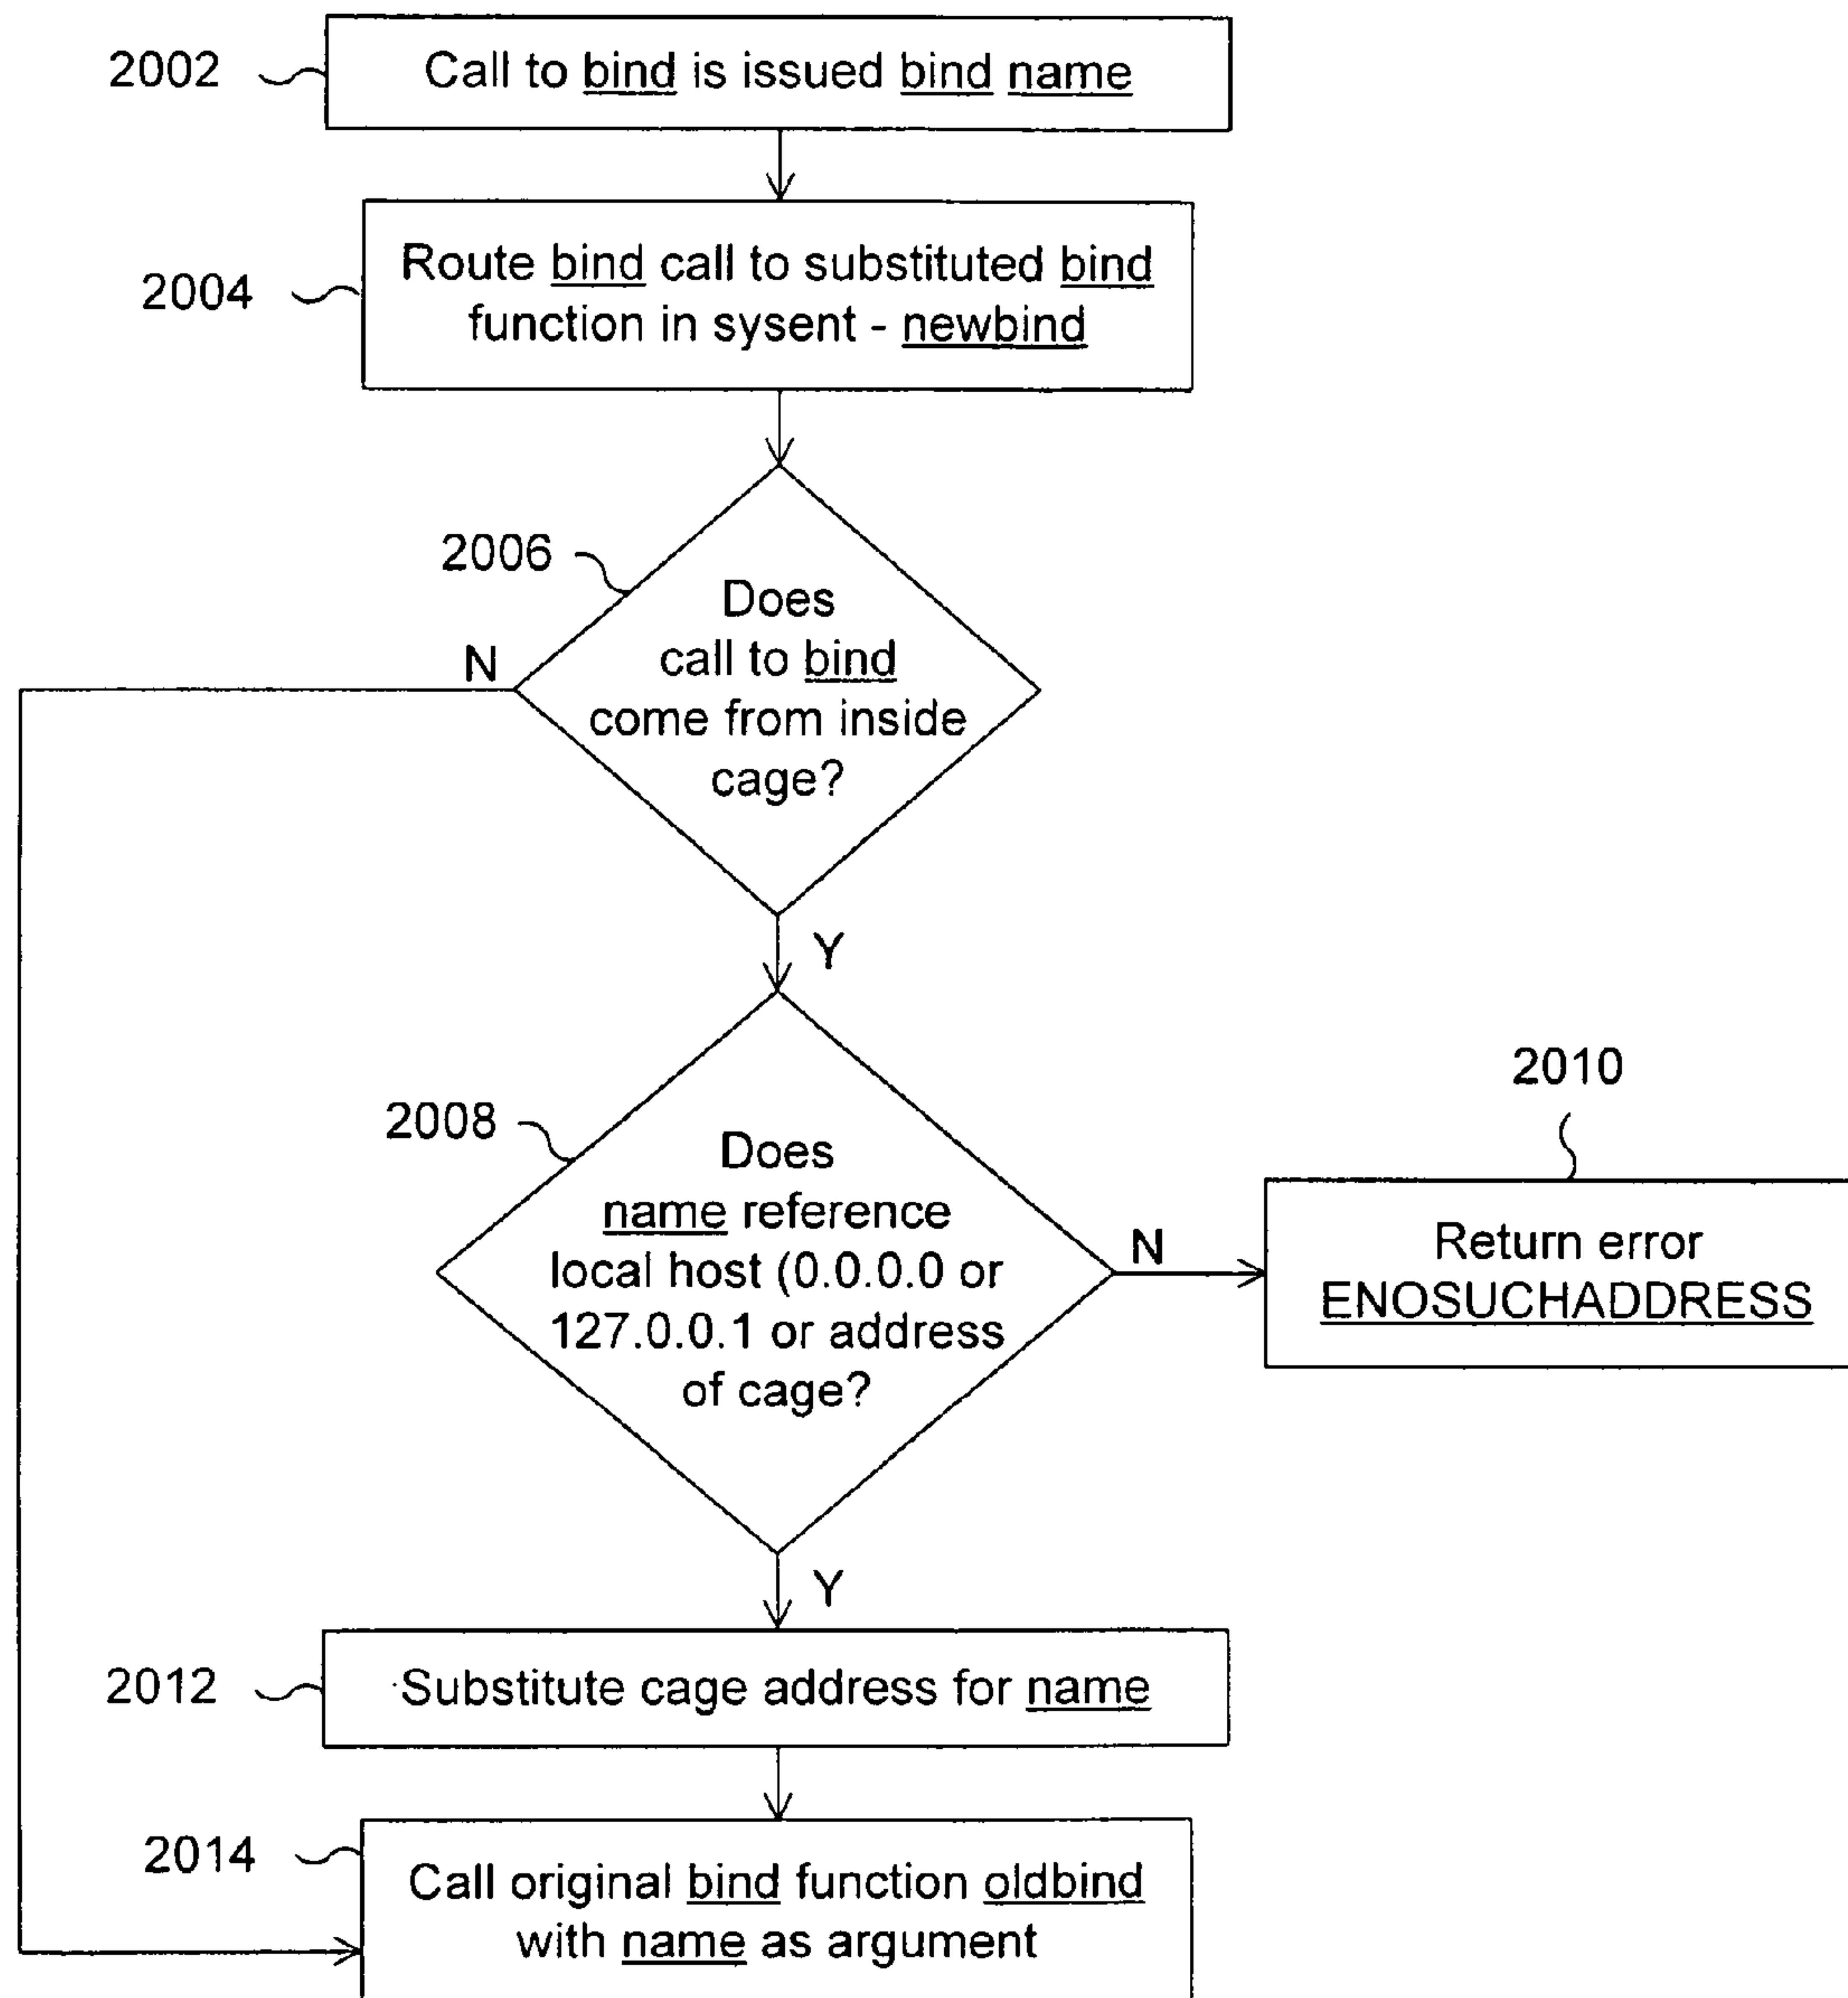 2002
Call to bind is issued bind name
2004
Route bind call to substituted bind
function in sysent - newbind
2006
Does
call to bind
come from inside
cage?
N
Y
2008
Does
name reference
local host (0.0.0.0 or
127.0.0.1 or address
of cage?
N
2010
Return error
ENOSUCHADDRESS
Y
2012
Substitute cage address for name
2014
Call original bind function oldbind
with name as argument